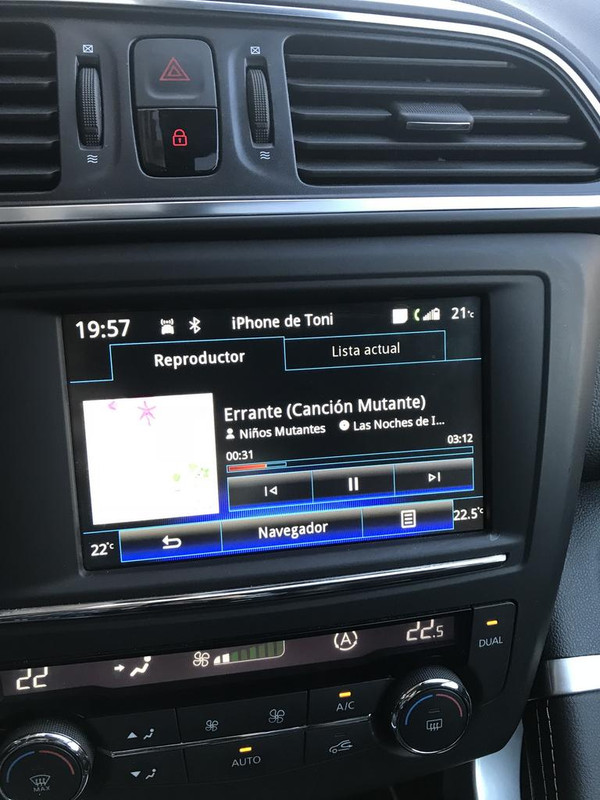 19:57 iPhone de Toni 21°c
Reproductor Lista actual
Errante (Canción Mutante)
Niños Mutantes Las Noches de I...
00:31 03:12
22°c Navegador 22.5°c
22 A 22.5
DUAL
A/C
AUTO
MAX